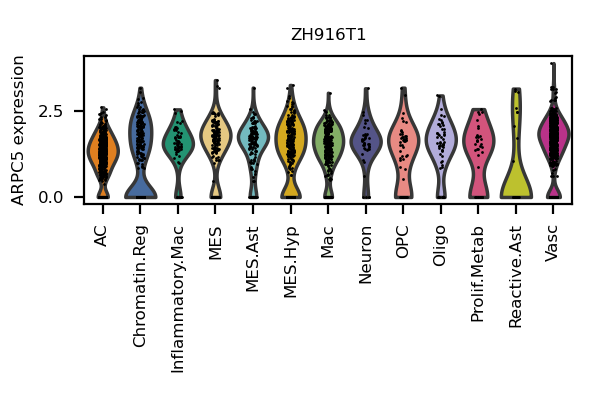 ZH916T1
ARPC5 expression
2.5
0.0
AC
Chromatin.Reg
Inflammatory.Mac
MES
MES.Ast
MES.Hyp
Mac
Neuron
OPC
Oligo
Prolif.Metab
Reactive.Ast
Vasc